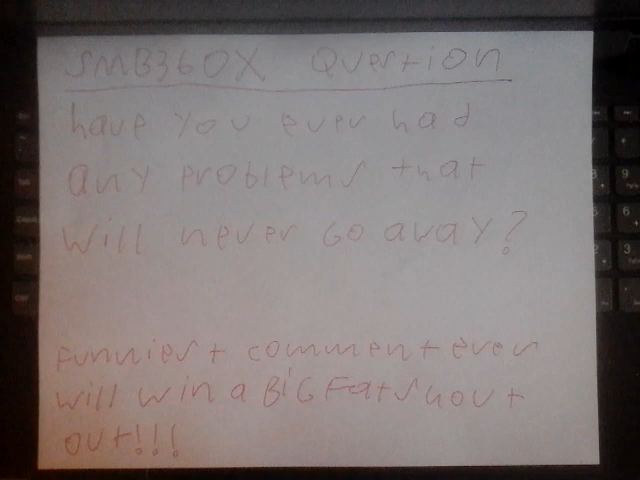 SMB360X Question
have you ever had
any problems that
will never go away?
Funniest comment ever
will win a BiG Fat shout
out!!!